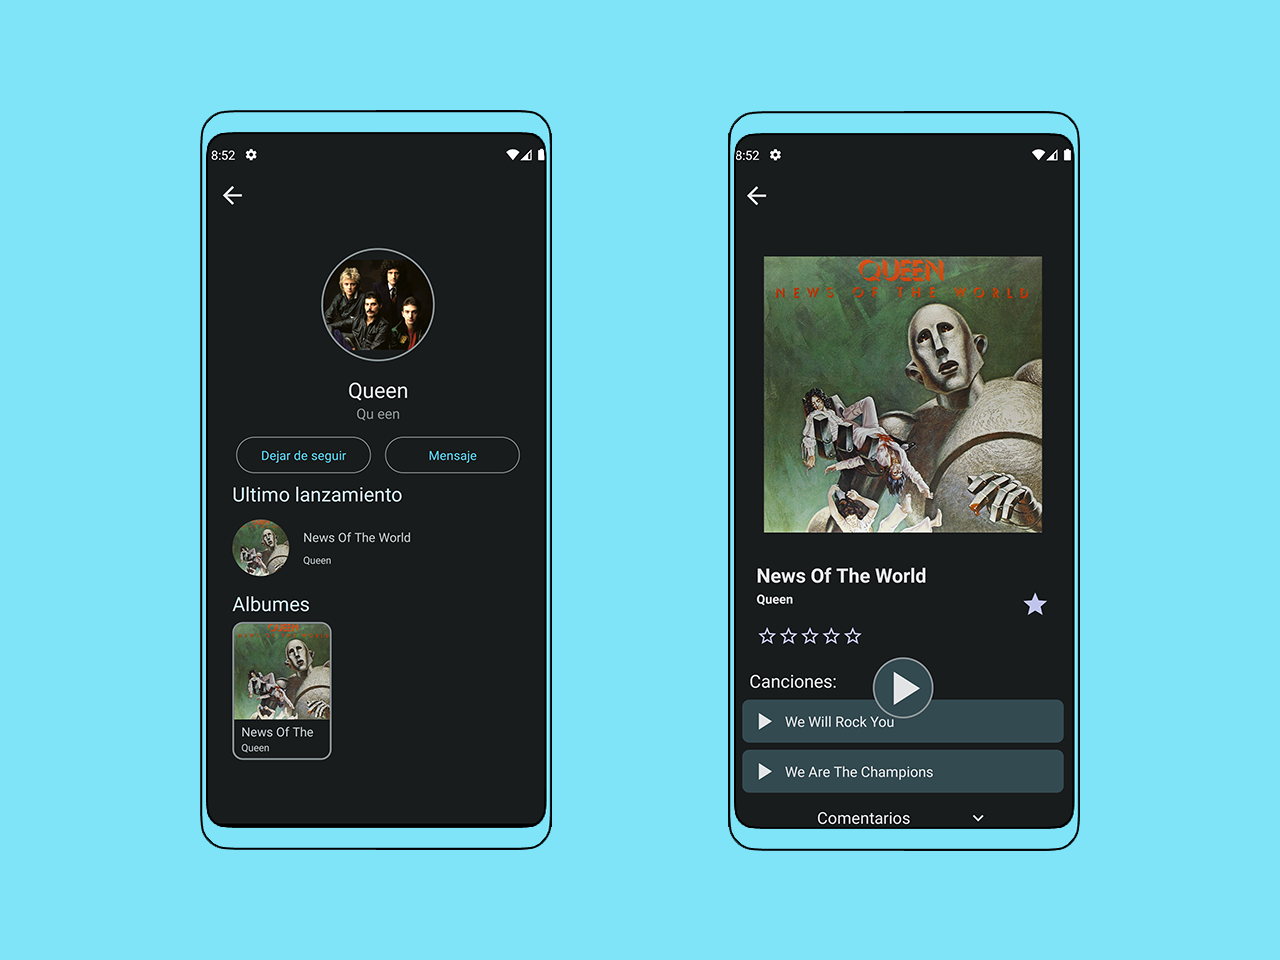 8:52
Queen
Qu een
Dejar de seguir
Mensaje
Ultimo lanzamiento
News Of The World
Queen
Albumes
QUEEN
News Of The
Queen
8:52
QUEEN
NEWS OF THE WORLD
News Of The World
Queen
Canciones:
We Will Rock You
We Are The Champions
Comentarios